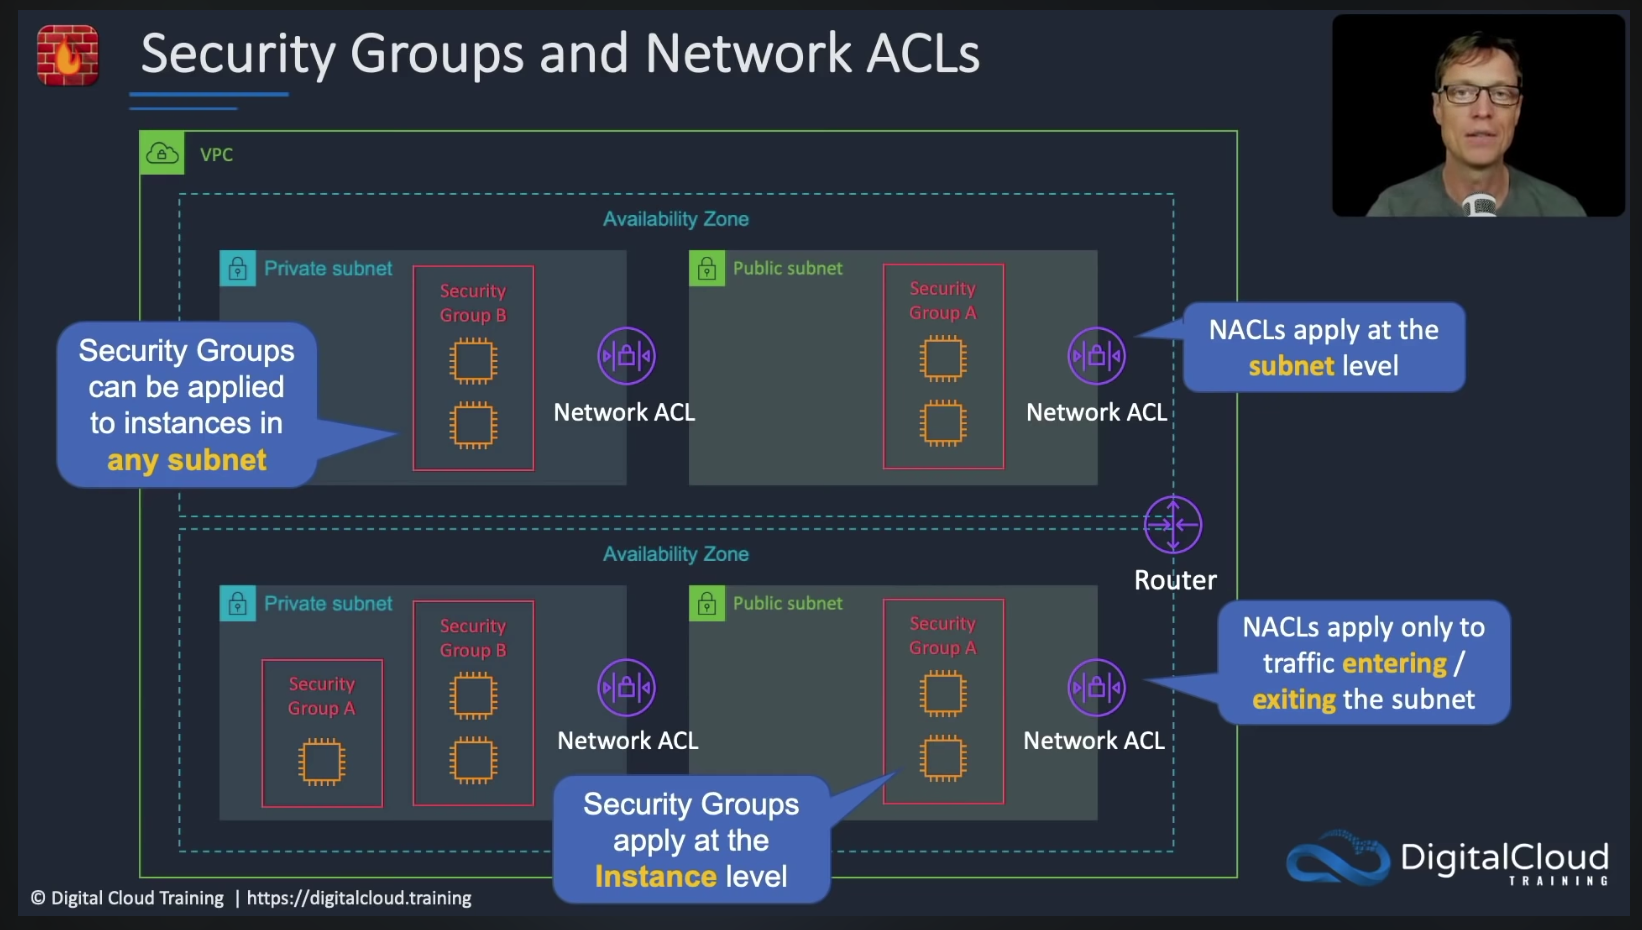 Security Groups and Network ACLs
VPC
Availability Zone
Private subnet
Security
Group B
Network ACL
Public subnet
Security
Group A
Network ACL
Security Groups
can be applied
to instances in
any subnet
NACLs apply at the
subnet level
Router
Availability Zone
Private subnet
Security
Group A
Security
Group B
Network ACL
Public subnet
Security
Group A
Network ACL
NACLs apply only to
traffic entering /
exiting the subnet
Security Groups
apply at the
Instance level
DigitalCloud
TRAINING
© Digital Cloud Training | https://digitalcloud.training